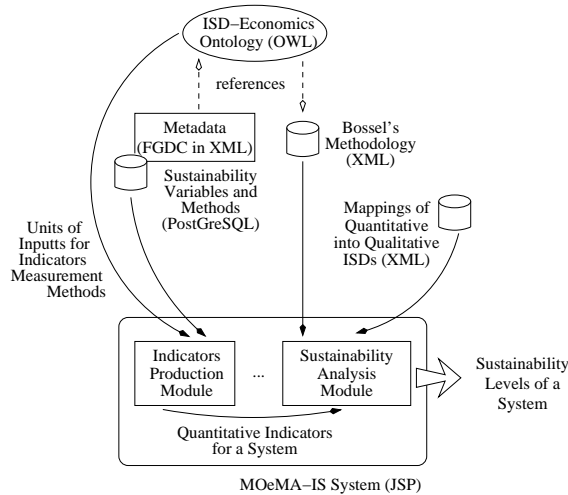 ISD–Economics
Ontology (OWL)
references
Metadata
(FGDC in XML)
Bossel's
Methodology
(XML)
Sustainability
Variables and
Methods
(PostGreSQL)
Mappings of
Quantitative
into Qualitative
ISDs (XML)
Units of
Inputts for
Indicators
Measurement
Methods
Indicators
Production
Module
...
Sustainability
Analysis
Module
Sustainability
Levels of a
System
Quantitative Indicators
for a System
MOeMA–IS System (JSP)